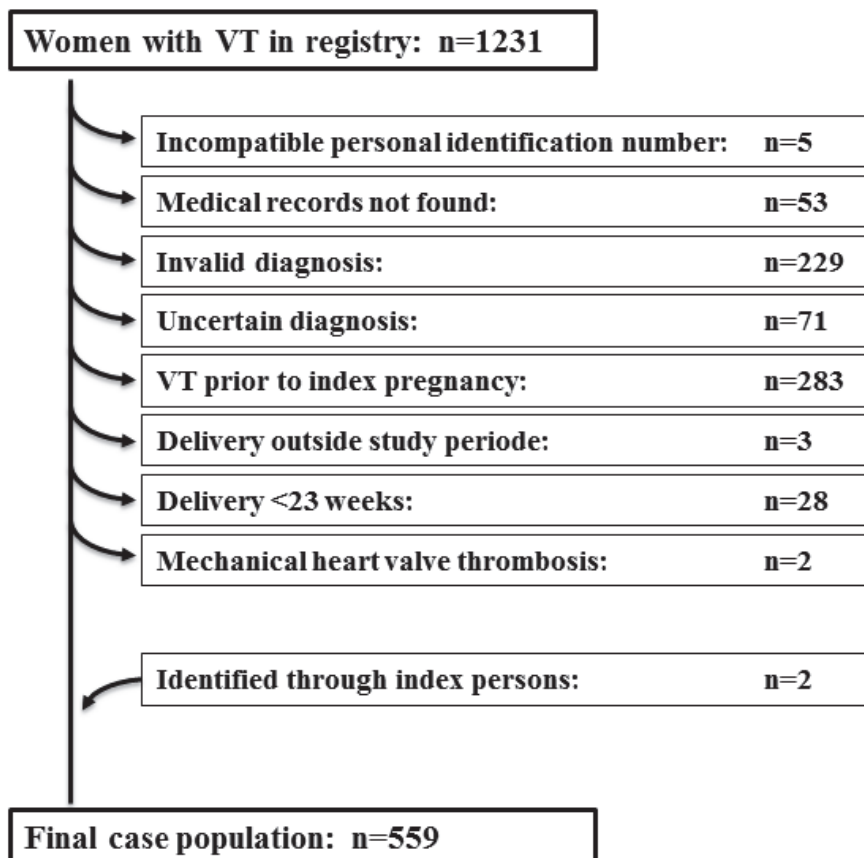 Women with VT in registry: n=1231
Incompatible personal identification number: n=5
Medical records not found: n=53
Invalid diagnosis: n=229
Uncertain diagnosis: n=71
VT prior to index pregnancy: n=283
Delivery outside study periode: n=3
Delivery <23 weeks: n=28
Mechanical heart valve thrombosis: n=2
Identified through index persons: n=2
Final case population: n=559